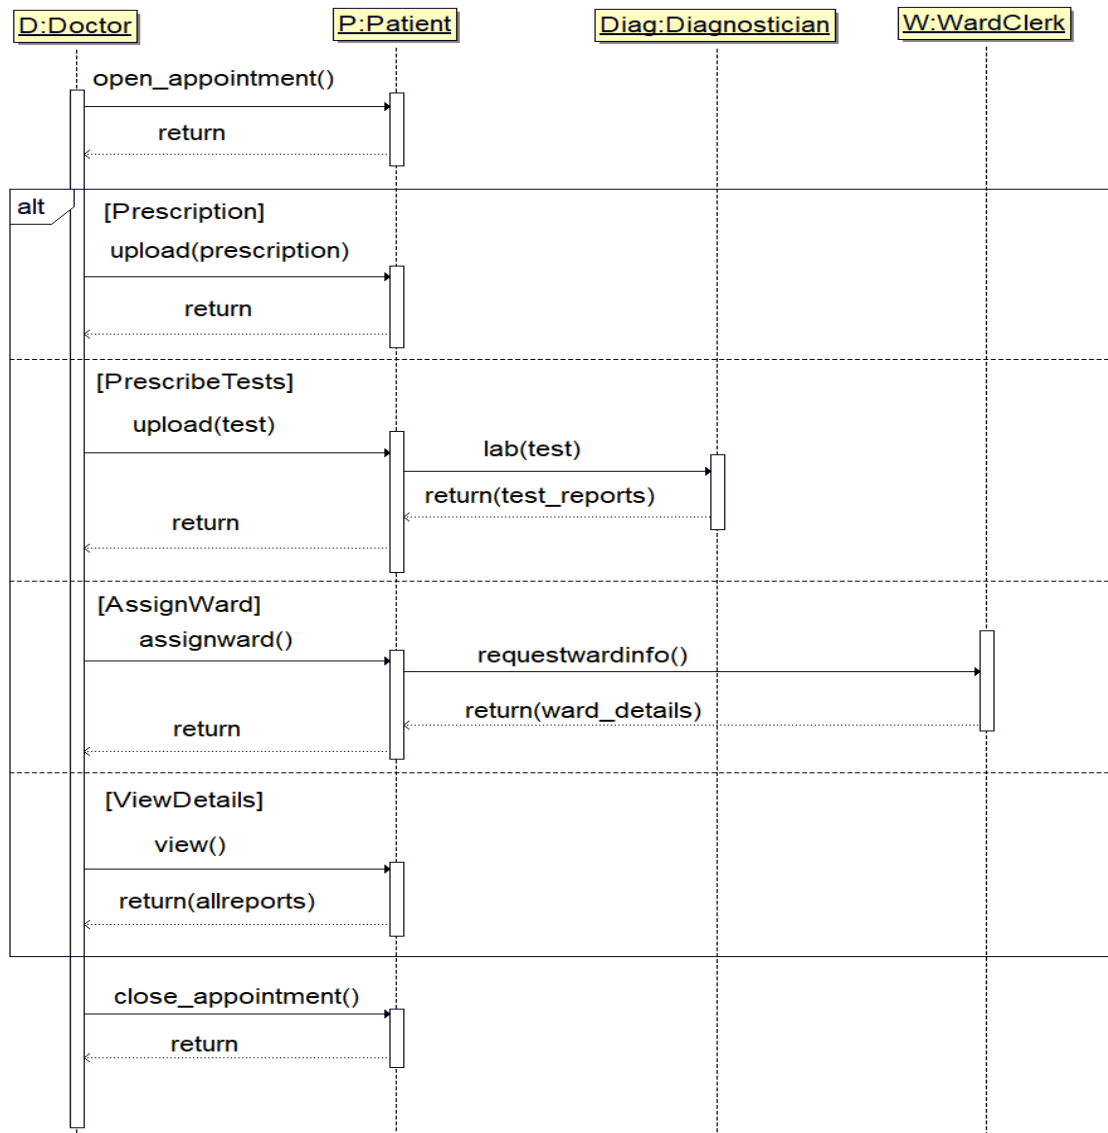 D:Doctor
P:Patient
Diag:Diagnostician
W:WardClerk
open_appointment()
return
alt
[Prescription]
upload(prescription)
return
[PrescribeTests]
upload(test)
lab(test)
return(test_reports)
return
[AssignWard]
assignward()
requestwardinfo()
return(ward_details)
return
[ViewDetails]
view()
return(allreports)
close_appointment()
return